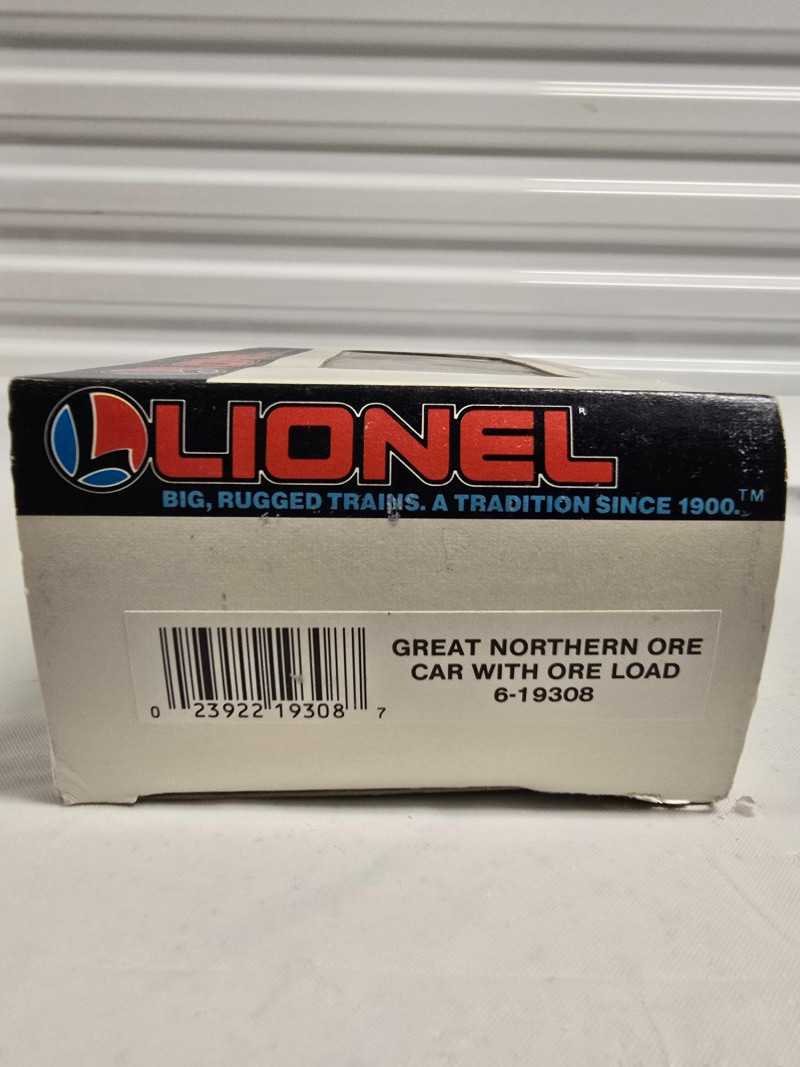 LIONEL
LIONEL®
BIG, RUGGED TRAINS. A TRADITION SINCE 1900.™
GREAT NORTHERN ORE
CAR WITH ORE LOAD
6-19308
0 23922 19308 7